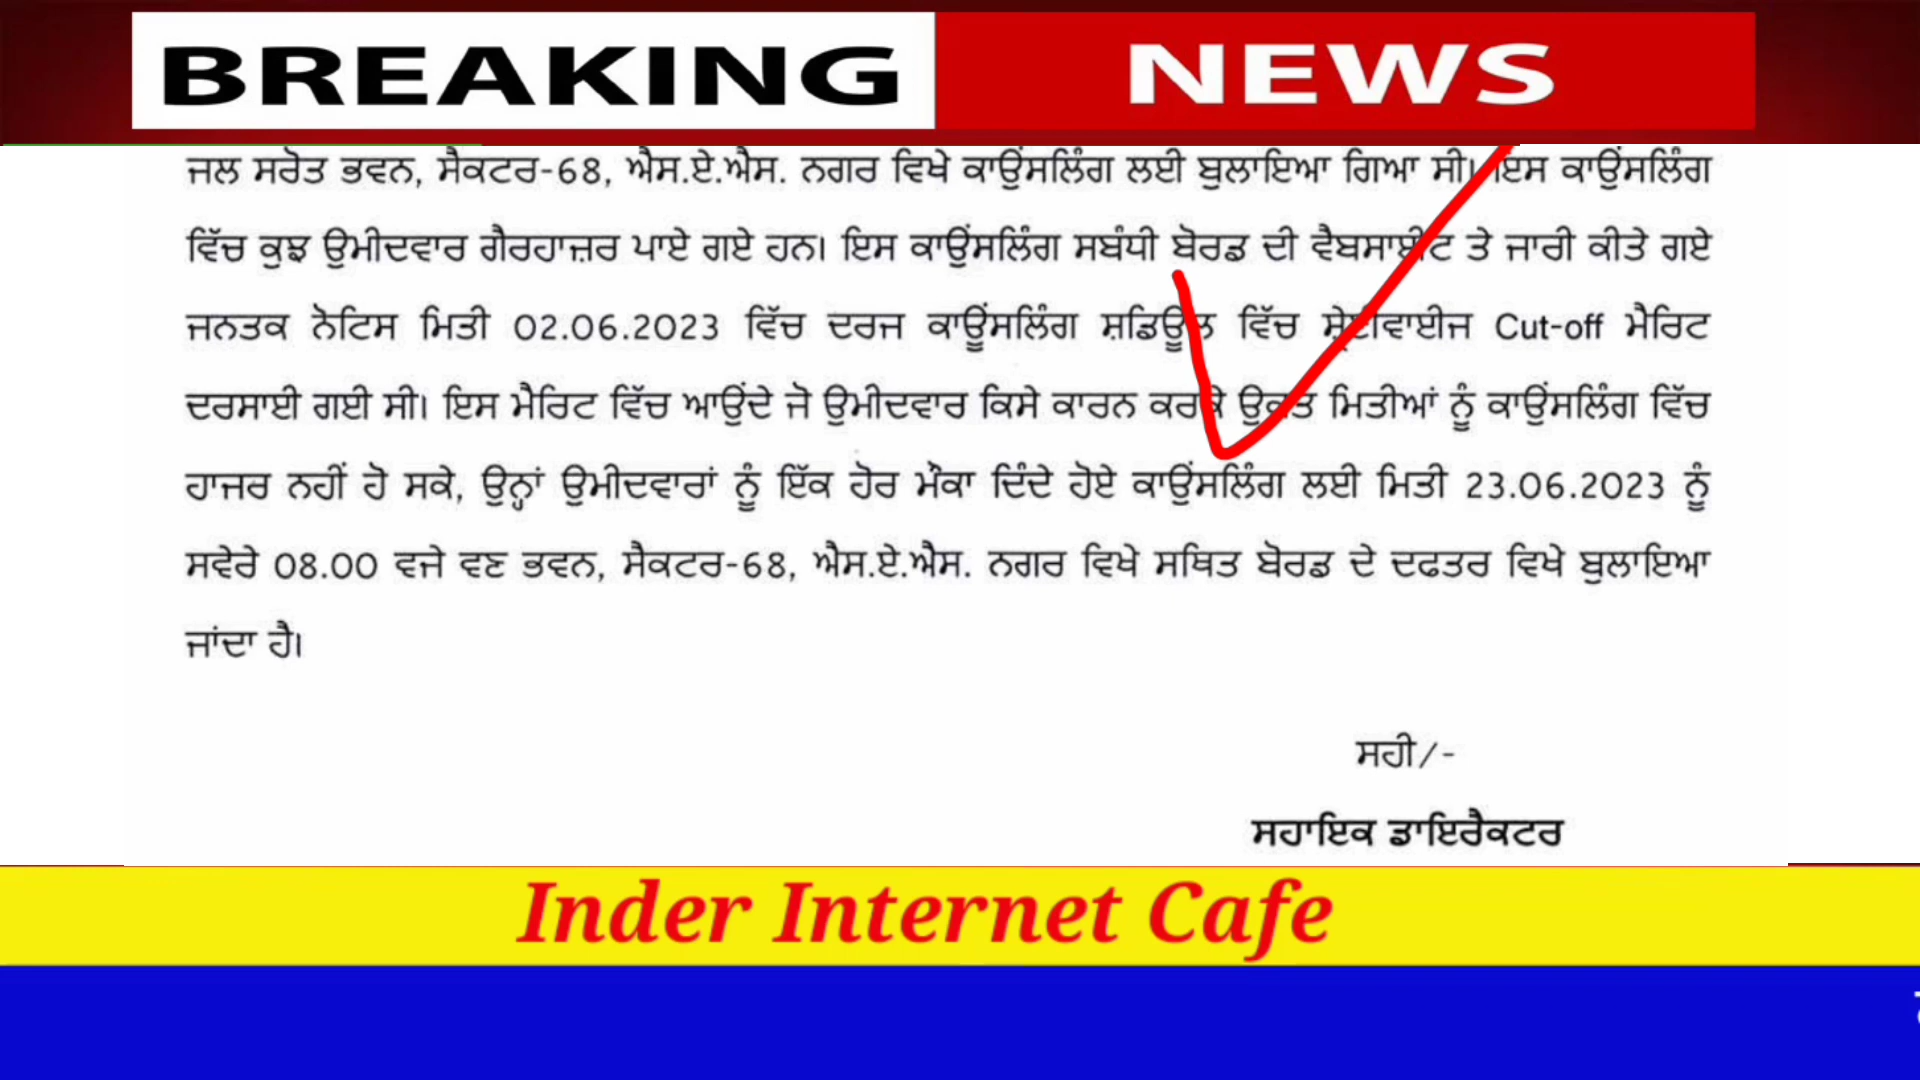 BREAKING NEWS
ਜਲ ਸਰੋਤ ਭਵਨ, ਸੈਕਟਰ-68, ਐਸ.ਏ.ਐਸ. ਨਗਰ ਵਿਖੇ ਕਾਉਂਸਲਿੰਗ ਲਈ ਬੁਲਾਇਆ ਗਿਆ ਸੀ। ਇਸ ਕਾਉਂਸਲਿੰਗ
ਵਿੱਚ ਕੁਝ ਉਮੀਦਵਾਰ ਗੈਰਹਾਜ਼ਰ ਪਾਏ ਗਏ ਹਨ। ਇਸ ਕਾਉਂਸਲਿੰਗ ਸਬੰਧੀ ਬੋਰਡ ਦੀ ਵੈਬਸਾਈਟ ਤੇ ਜਾਰੀ ਕੀਤੇ ਗਏ
ਜਨਤਕ ਨੋਟਿਸ ਮਿਤੀ 02.06.2023 ਵਿੱਚ ਦਰਜ ਕਾਊਂਸਲਿੰਗ ਸ਼ਡਿਊਲ ਵਿੱਚ ਸ਼੍ਰੇਣੀਵਾਈਜ Cut-off ਮੈਰਿਟ
ਦਰਸਾਈ ਗਈ ਸੀ। ਇਸ ਮੈਰਿਟ ਵਿੱਚ ਆਉਂਦੇ ਜੋ ਉਮੀਦਵਾਰ ਕਿਸੇ ਕਾਰਨ ਕਰਕੇ ਉਕਤ ਮਿਤੀਆਂ ਨੂੰ ਕਾਉਂਸਲਿੰਗ ਵਿੱਚ
ਹਾਜਰ ਨਹੀਂ ਹੋ ਸਕੇ, ਉਨ੍ਹਾਂ ਉਮੀਦਵਾਰਾਂ ਨੂੰ ਇੱਕ ਹੋਰ ਮੌਕਾ ਦਿੰਦੇ ਹੋਏ ਕਾਉਂਸਲਿੰਗ ਲਈ ਮਿਤੀ 23.06.2023 ਨੂੰ
ਸਵੇਰੇ 08.00 ਵਜੇ ਵਣ ਭਵਨ, ਸੈਕਟਰ-68, ਐਸ.ਏ.ਐਸ. ਨਗਰ ਵਿਖੇ ਸਥਿਤ ਬੋਰਡ ਦੇ ਦਫਤਰ ਵਿਖੇ ਬੁਲਾਇਆ
ਜਾਂਦਾ ਹੈ।
ਸਹੀ/-
ਸਹਾਇਕ ਡਾਇਰੈਕਟਰ
Inder Internet Cafe